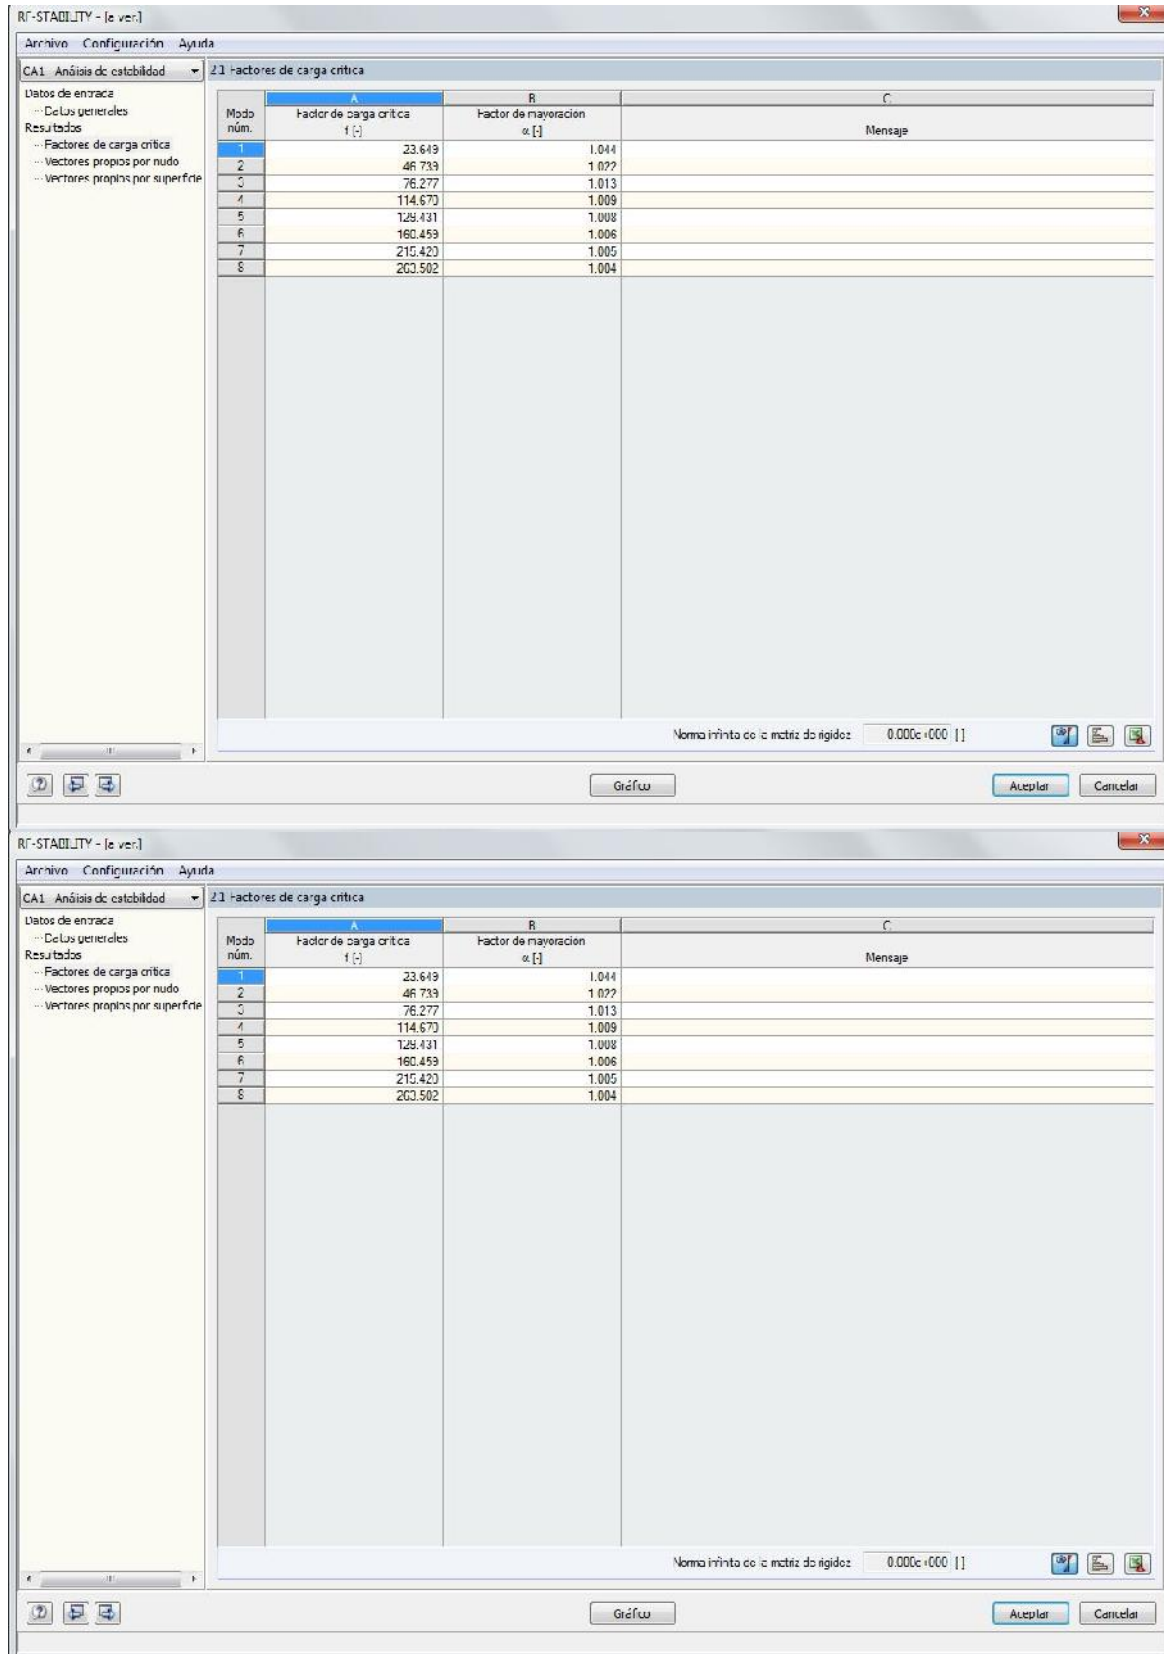 RF-STABILITY - [a ver.]
Archivo Configuración Ayuda
CA1 Análisis de estabilidad
2.1 Factores de carga crítica
Datos de entrada
Datos generales
Resultados
Factores de carga crítica
Vectores propios por nudo
Vectores propios por superficie
A B C
Modo núm. Factor de carga crítica f [-] Factor de mayoración α [-] Mensaje
1 23.649 1.044
2 46.739 1.022
3 76.277 1.013
4 114.670 1.009
5 129.431 1.008
6 160.459 1.006
7 215.420 1.005
8 1.004
Norma infinita de la matriz de rigidez
Gráfico Aceptar Cancelar
RF-STABILITY - [a ver.]
Archivo Configuración Ayuda
CA1 Análisis de estabilidad
2.1 Factores de carga crítica
Datos de entrada
Datos generales
Resultados
Factores de carga crítica
Vectores propios por nudo
Vectores propios por superficie
A B C
Modo núm. Factor de carga crítica f [-] Factor de mayoración α [-] Mensaje
1 23.649 1.044
2 46.739 1.022
3 76.277 1.013
4 114.670 1.009
5 129.431 1.008
6 160.459 1.006
7 215.420 1.005
8 1.004
Norma infinita de la matriz de rigidez
Gráfico Aceptar Cancelar